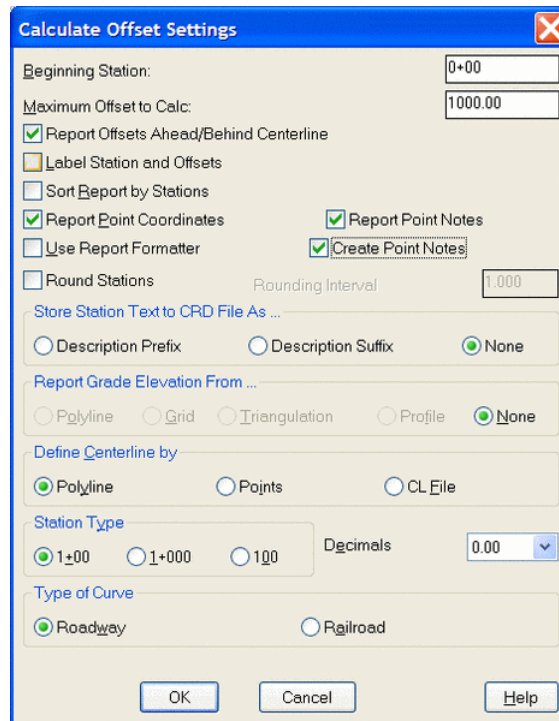 Calculate Offset Settings
Beginning Station: 0+00
Maximum Offset to Calc: 1000.00
Report Offsets Ahead/Behind Centerline
Label Station and Offsets
Sort Report by Stations
Report Point Coordinates Report Point Notes
Use Report Formatter Create Point Notes
Round Stations Rounding Interval 1.000
Store Station Text to CRD File As ...
Description Prefix Description Suffix None
Report Grade Elevation From ...
Polyline Grid Triangulation Profile None
Define Centerline by
Polyline Points CL File
Station Type
1+00 1+000 100 Decimals 0.00
Type of Curve
Roadway Railroad
OK Cancel Help